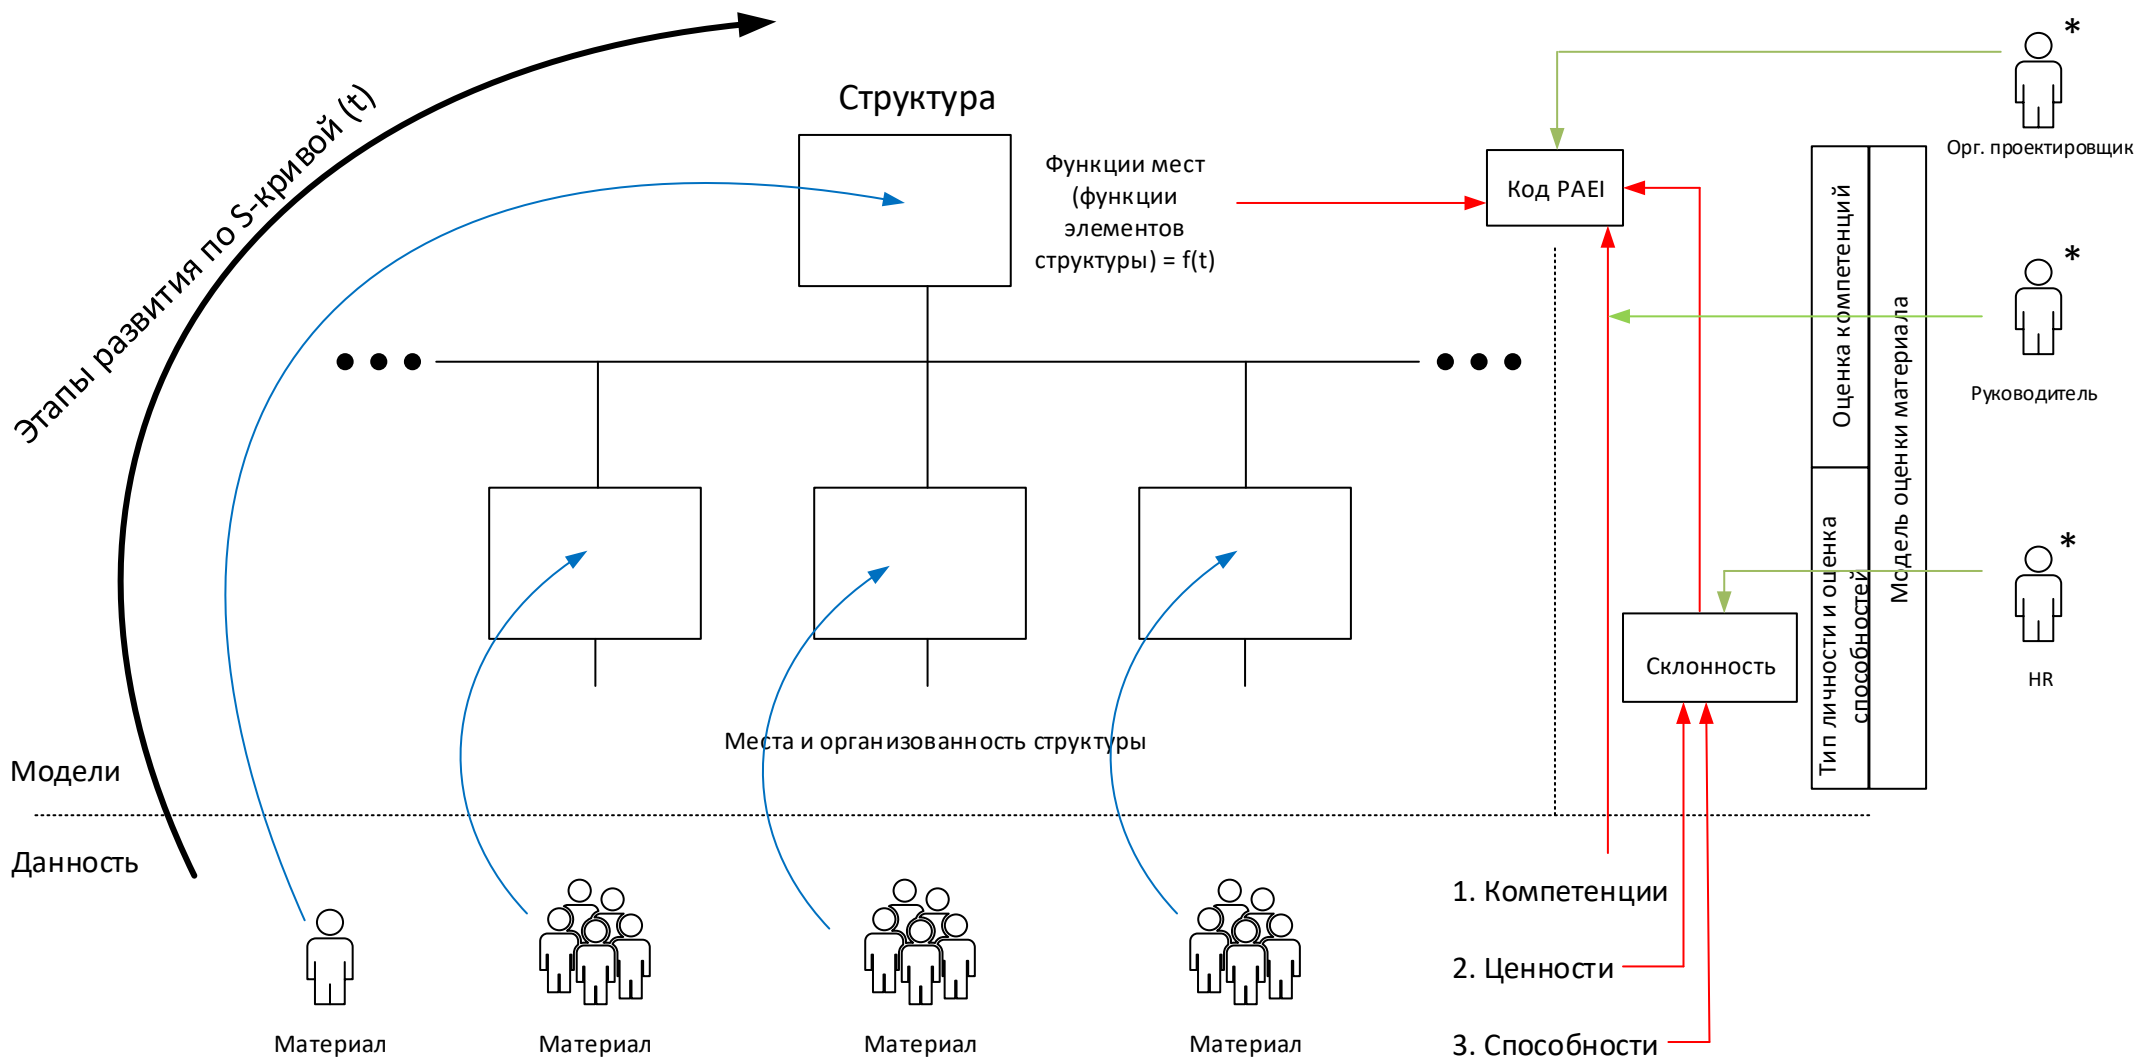 Этапы развития по S-кривой (t)
Структура
Функции мест
(функции
элементов
структуры) = f(t)
Код PAEI
*
Орг. проектировщик
*
Руководитель
*
HR
Оценка компетенций
Модель оценки материала
Тип личности и оценка
способностей
Склонность
Места и организованность структуры
Модели
Данность
1. Компетенции
2. Ценности
3. Способности
Материал
Материал
Материал
Материал